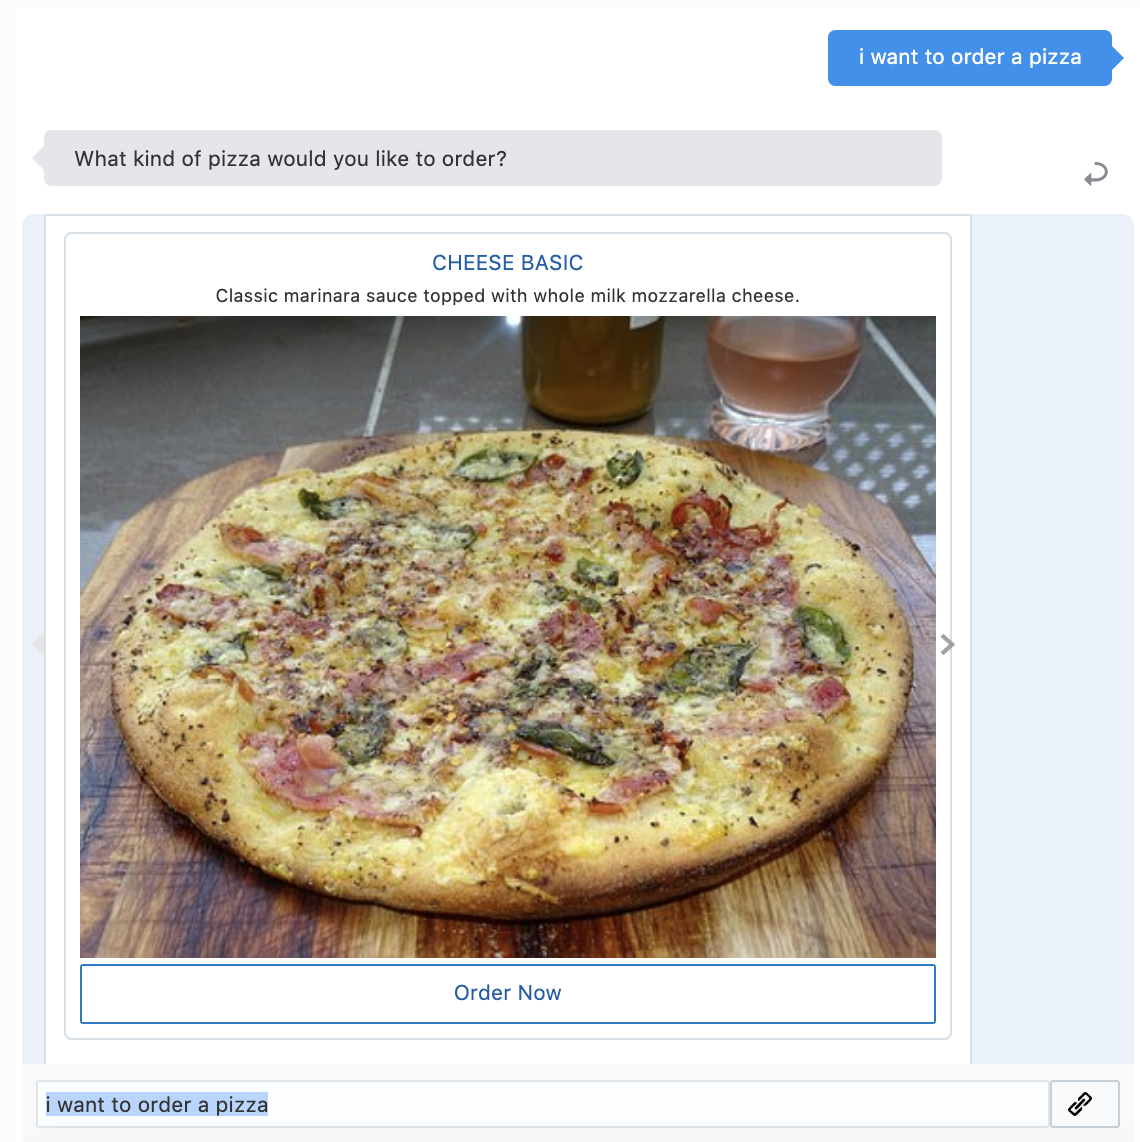 i want to order a pizza
What kind of pizza would you like to order?
CHEESE BASIC
Classic marinara sauce topped with whole milk mozzarella cheese.
Order Now
i want to order a pizza